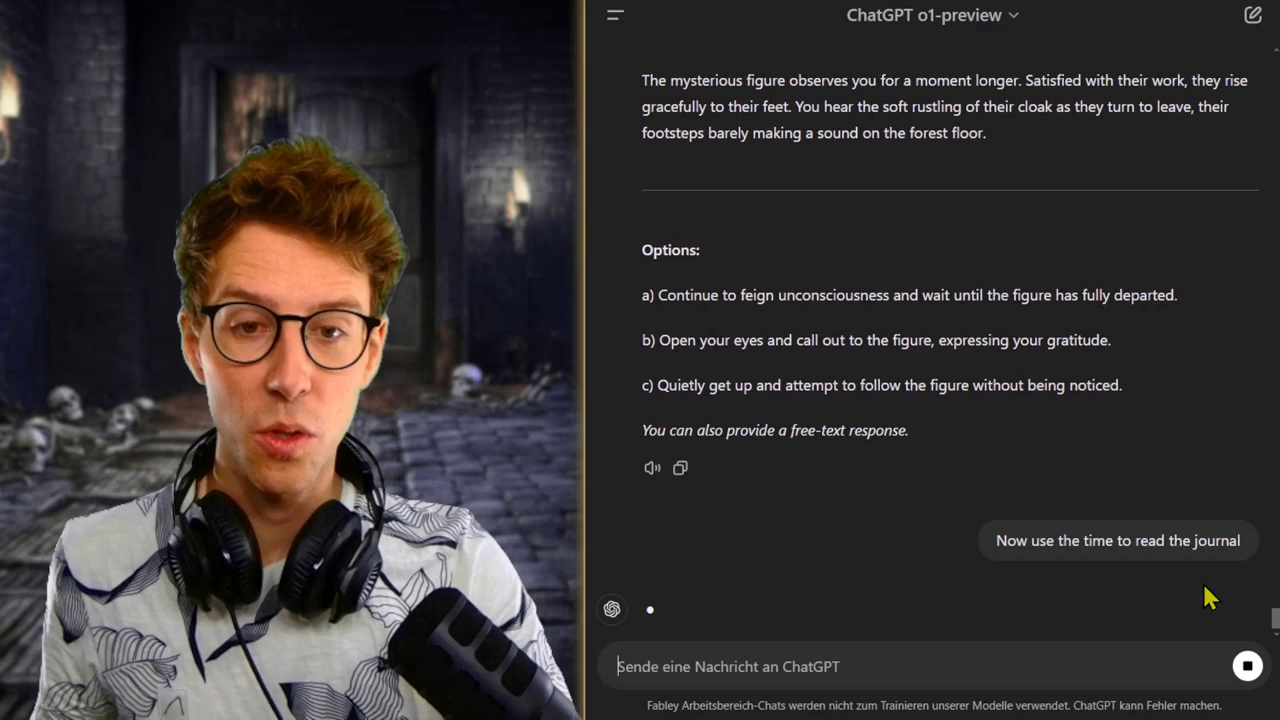 ChatGPT o1-preview
The mysterious figure observes you for a moment longer. Satisfied with their work, they rise
gracefully to their feet. You hear the soft rustling of their cloak as they turn to leave, their
footsteps barely making a sound on the forest floor.
Options:
a) Continue to feign unconsciousness and wait until the figure has fully departed.
b) Open your eyes and call out to the figure, expressing your gratitude.
c) Quietly get up and attempt to follow the figure without being noticed.
You can also provide a free-text response.
Now use the time to read the journal
Sende eine Nachricht an ChatGPT
Fabley Arbeitsbereich-Chats werden nicht zum Trainieren unserer Modelle verwendet. ChatGPT kann Fehler machen.